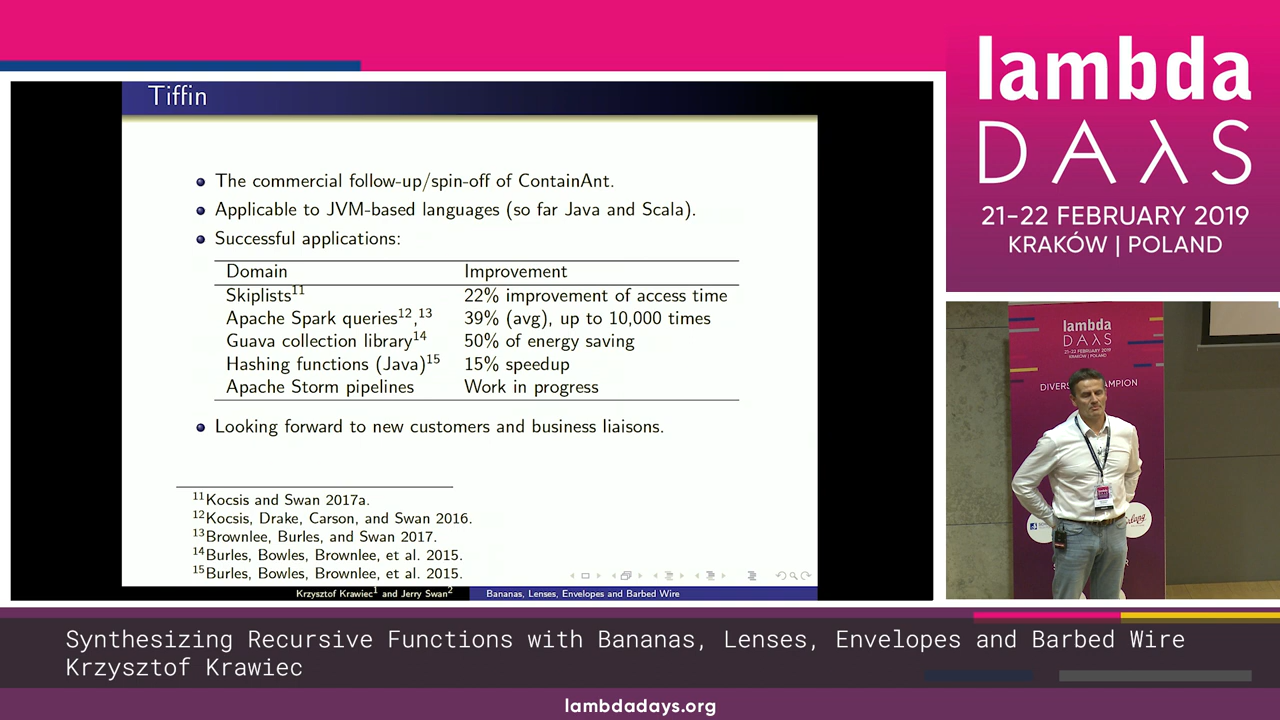 Tiffin
The commercial follow-up/spin-off of ContainAnt.
Applicable to JVM-based languages (so far Java and Scala).
Successful applications:
Domain Improvement
Skiplists11 22% improvement of access time
Apache Spark queries12,13 39% (avg), up to 10,000 times
Guava collection library14 50% of energy saving
Hashing functions (Java)15 15% speedup
Apache Storm pipelines Work in progress
Looking forward to new customers and business liaisons.
11Kocsis and Swan 2017a.
12Kocsis, Drake, Carson, and Swan 2016.
13Brownlee, Burles, and Swan 2017.
14Burles, Bowles, Brownlee, et al. 2015.
15Burles, Bowles, Brownlee, et al. 2015.
Krzysztof Krawiec1 and Jerry Swan2 Bananas, Lenses, Envelopes and Barbed Wire
lambda
DAλS
21-22 FEBRUARY 2019
KRAKÓW | POLAND
lambda
DAλS
21-22 FEBRUARY 2019
KRAKÓW | POLAND
Synthesizing Recursive Functions with Bananas, Lenses, Envelopes and Barbed Wire
Krzysztof Krawiec
lambdadays.org